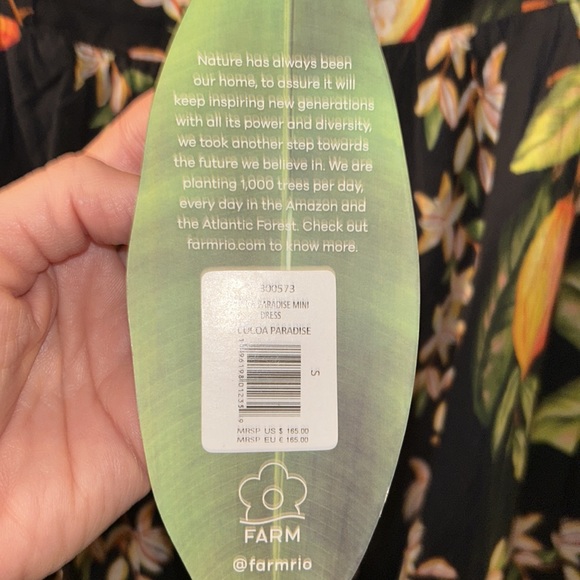 Nature has always been
our home, to assure it will
keep inspiring new generations
with all its power and diversity,
we took another step towards
the future we believe in. We are
planting 1,000 trees per day,
every day in the Amazon and
the Atlantic Forest. Check out
farmrio.com to know more.
300573
PARADISE MINI
DRESS
COCOA PARADISE
S
MRSP US $ 165.00
MRSP EU € 165.00
FARM
@farmrio